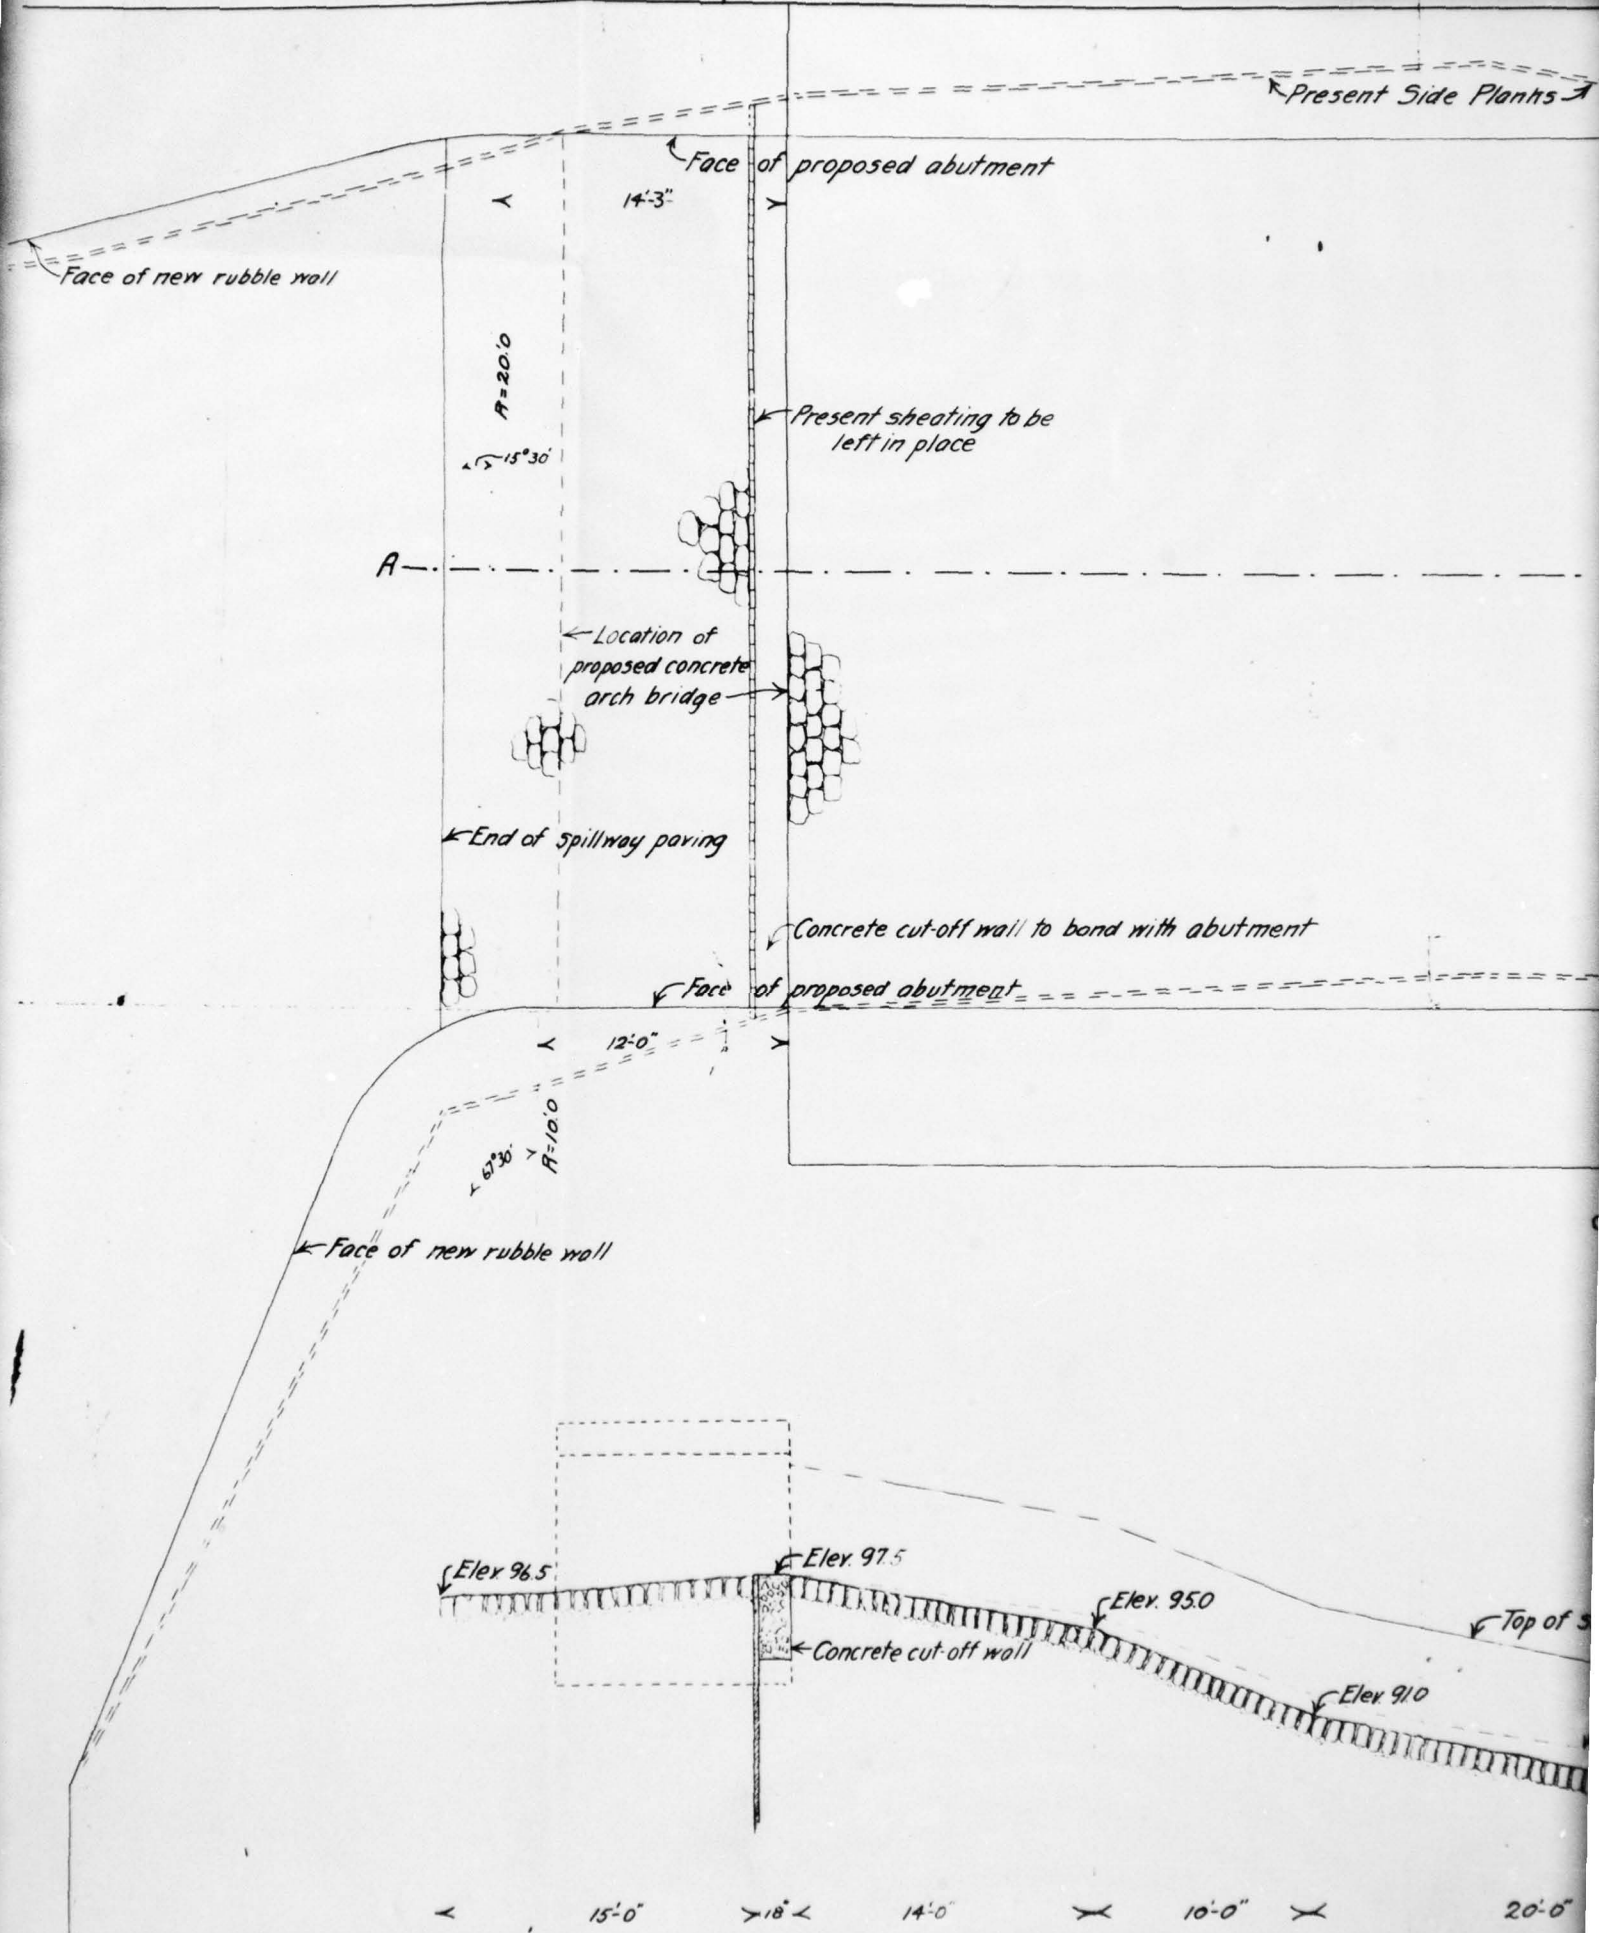 Present Side Planks
Face of proposed abutment
14'-3"
Face of new rubble wall
R=20'.0
Present sheating to be
left in place
15°30'
A
Location of
proposed concrete
arch bridge
End of spillway paving
Concrete cut-off wall to bond with abutment
Face of proposed abutment
12'-0"
R=10'.0
67°30'
Face of new rubble wall
Elev. 97.5
Elev. 96.5
Elev. 95.0
Top of s
Concrete cut-off wall
Elev. 91.0
15'-0" 18" 14'-0" 10'-0" 20'-0"